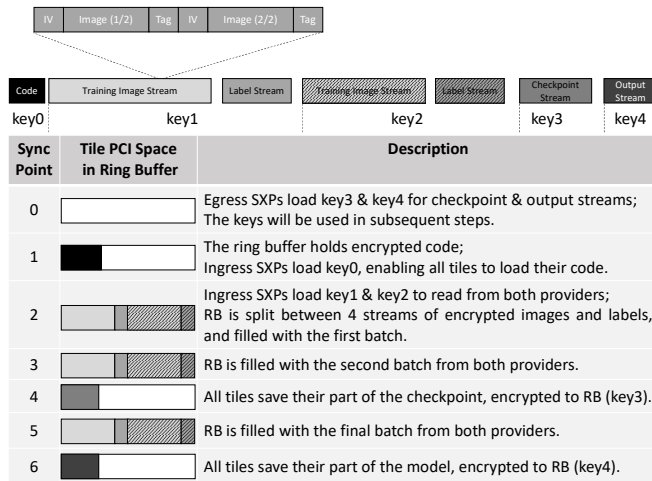 IV Image (1/2) Tag IV Image (2/2) Tag
Code Training Image Stream Label Stream Training Image Stream Label Stream Checkpoint Stream Output Stream
key0 key1 key2 key3 key4
Sync Point Tile PCI Space in Ring Buffer Description
0 Egress SXPs load key3 & key4 for checkpoint & output streams;
The keys will be used in subsequent steps.
1 The ring buffer holds encrypted code;
Ingress SXPs load key0, enabling all tiles to load their code.
2 Ingress SXPs load key1 & key2 to read from both providers;
RB is split between 4 streams of encrypted images and labels,
and filled with the first batch.
3 RB is filled with the second batch from both providers.
4 All tiles save their part of the checkpoint, encrypted to RB (key3).
5 RB is filled with the final batch from both providers.
6 All tiles save their part of the model, encrypted to RB (key4).